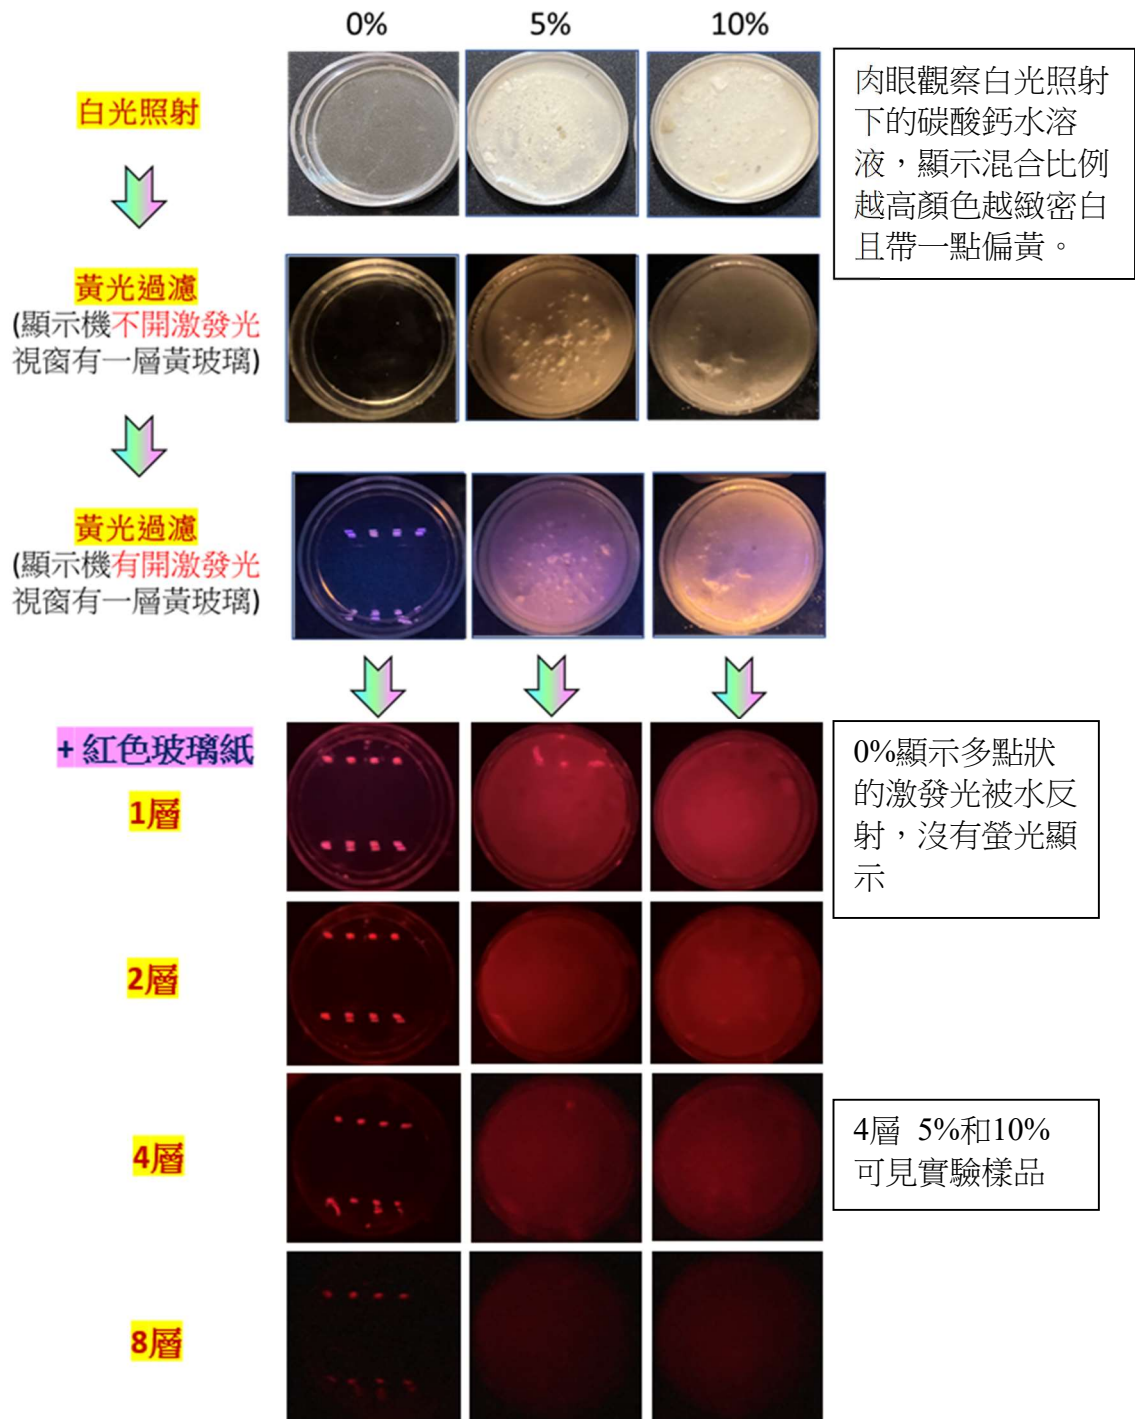 0% 5% 10%
白光照射
肉眼觀察白光照射
下的碳酸鈣水溶
液，顯示混合比例
越高顏色越緻密白
且帶一點偏黃。
黃光過濾
(顯示機不開激發光
視窗有一層黃玻璃)
黃光過濾
(顯示機有開激發光
視窗有一層黃玻璃)
+ 紅色玻璃紙
1層
0%顯示多點狀
的激發光被水反
射，沒有螢光顯
示
2層
4層
4層 5%和10%
可見實驗樣品
8層